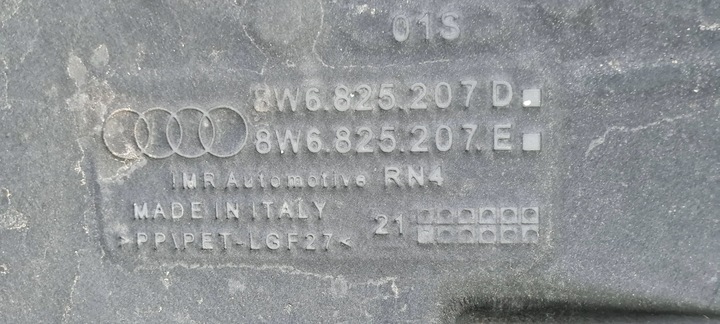 01S
8W6.825.207 D
8W6.825.207.E
IMR Automotive RN4
MADE IN ITALY
21
>PP\PET-LGF27<